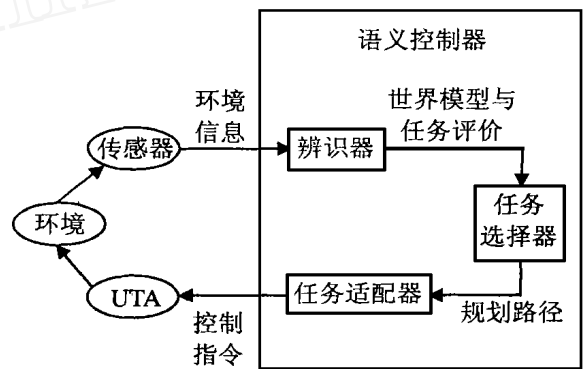 语义控制器
环境
信息
世界模型与
任务评价
传感器
辨识器
环境
任务
选择器
UTA
任务适配器
规划路径
控制
指令